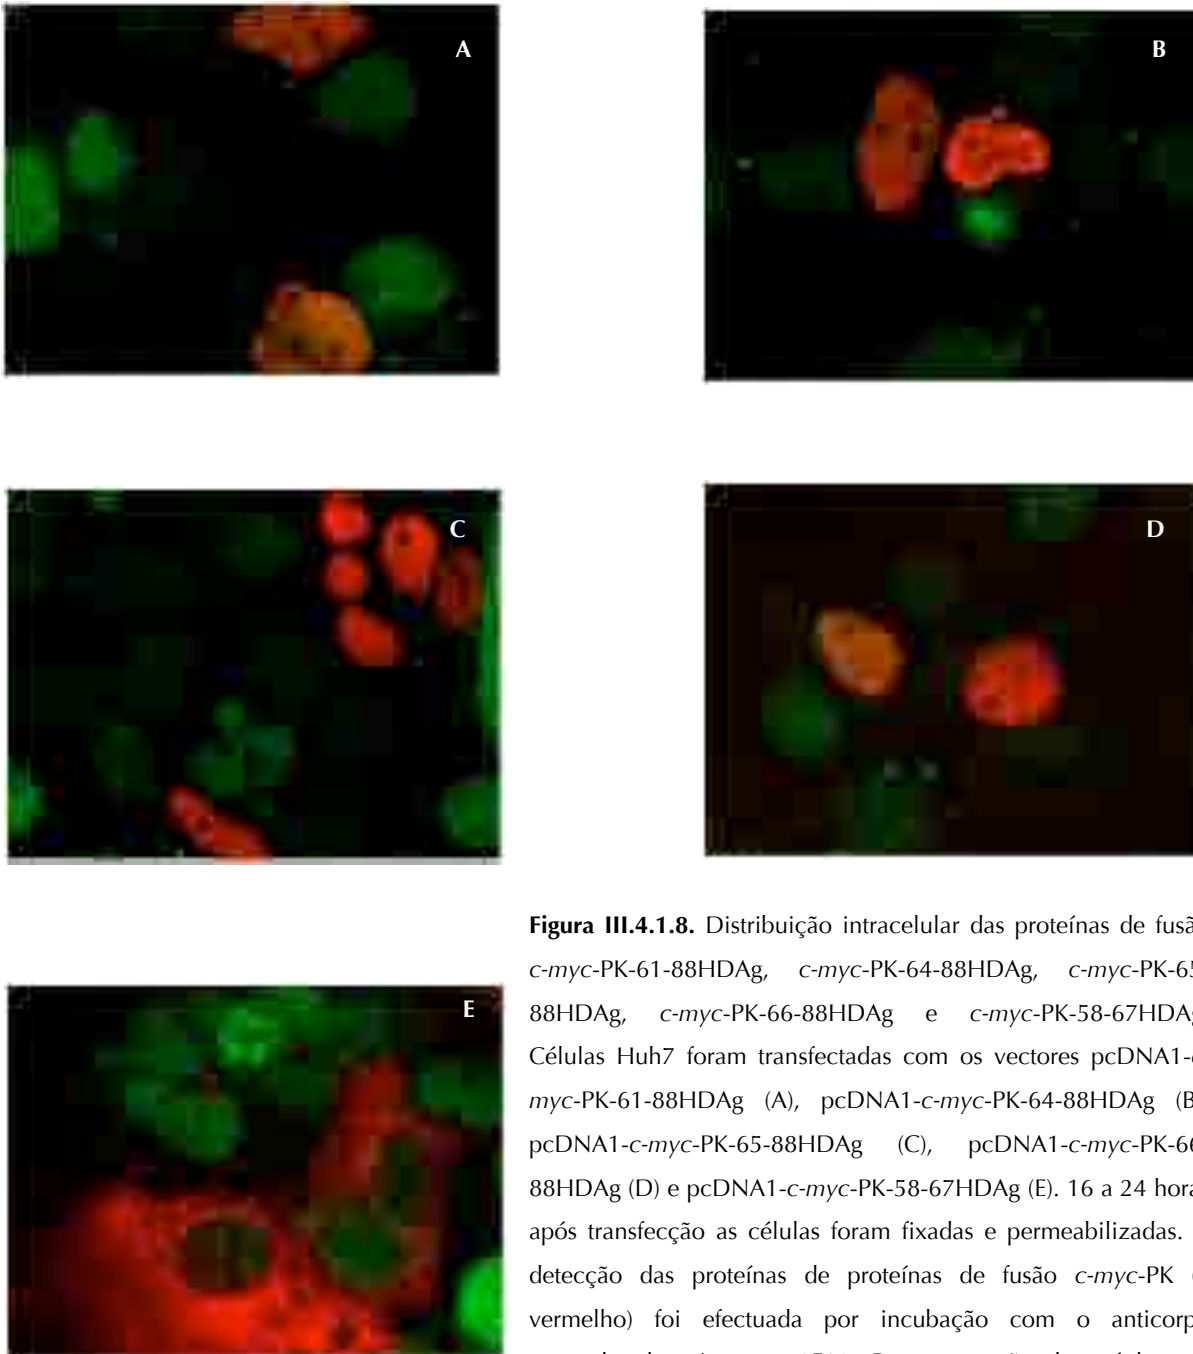 A
B
C
D
E
Figura III.4.1.8. Distribuição intracelular das proteínas de fusã
c-myc-PK-61-88HDAg, c-myc-PK-64-88HDAg, c-myc-PK-65
88HDAg, c-myc-PK-66-88HDAg e c-myc-PK-58-67HDAg
Células Huh7 foram transfectadas com os vectores pcDNA1-c
myc-PK-61-88HDAg (A), pcDNA1-c-myc-PK-64-88HDAg (B
pcDNA1-c-myc-PK-65-88HDAg (C), pcDNA1-c-myc-PK-66
88HDAg (D) e pcDNA1-c-myc-PK-58-67HDAg (E). 16 a 24 hora
após transfecção as células foram fixadas e permeabilizadas.
detecção das proteínas de proteínas de fusão c-myc-PK (
vermelho) foi efectuada por incubação com o anticorp